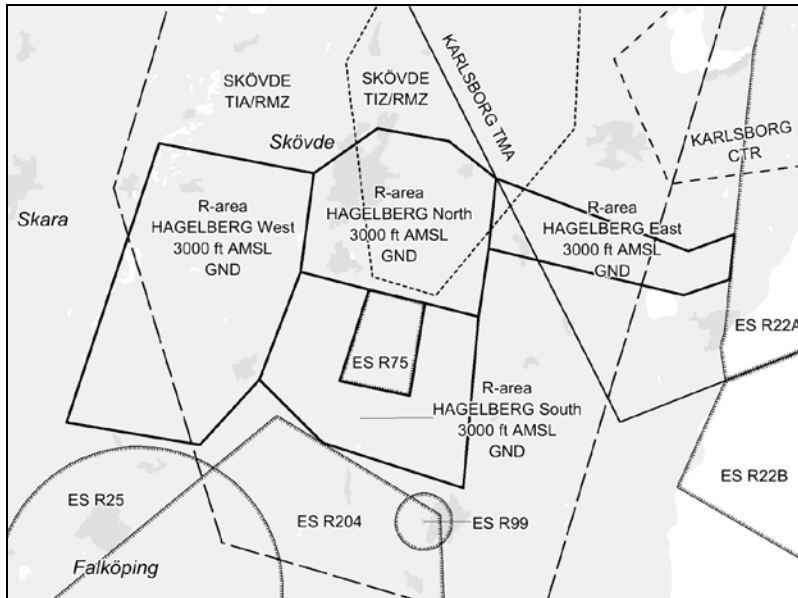 SKÖVDE
TIA/RMZ
SKÖVDE
TIZ/RMZ
KARLSBORG TMA
KARLSBORG
CTR
Skövde
Skara
R-area
HAGELBERG West
3000 ft AMSL
GND
R-area
HAGELBERG North
3000 ft AMSL
GND
R-area
HAGELBERG East
3000 ft AMSL
GND
ES R22A
ES R75
R-area
HAGELBERG South
3000 ft AMSL
GND
ES R22B
ES R25
ES R204
ES R99
Falköping